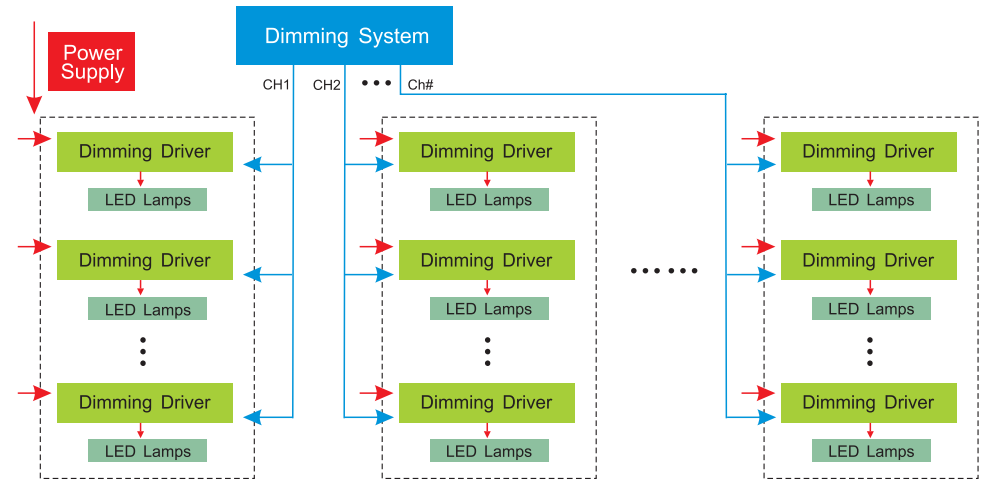 Power
Supply
Dimming System
CH1
CH2
Ch#
Dimming Driver
LED Lamps
Dimming Driver
LED Lamps
Dimming Driver
LED Lamps
Dimming Driver
LED Lamps
Dimming Driver
LED Lamps
Dimming Driver
LED Lamps
Dimming Driver
LED Lamps
Dimming Driver
LED Lamps
Dimming Driver
LED Lamps